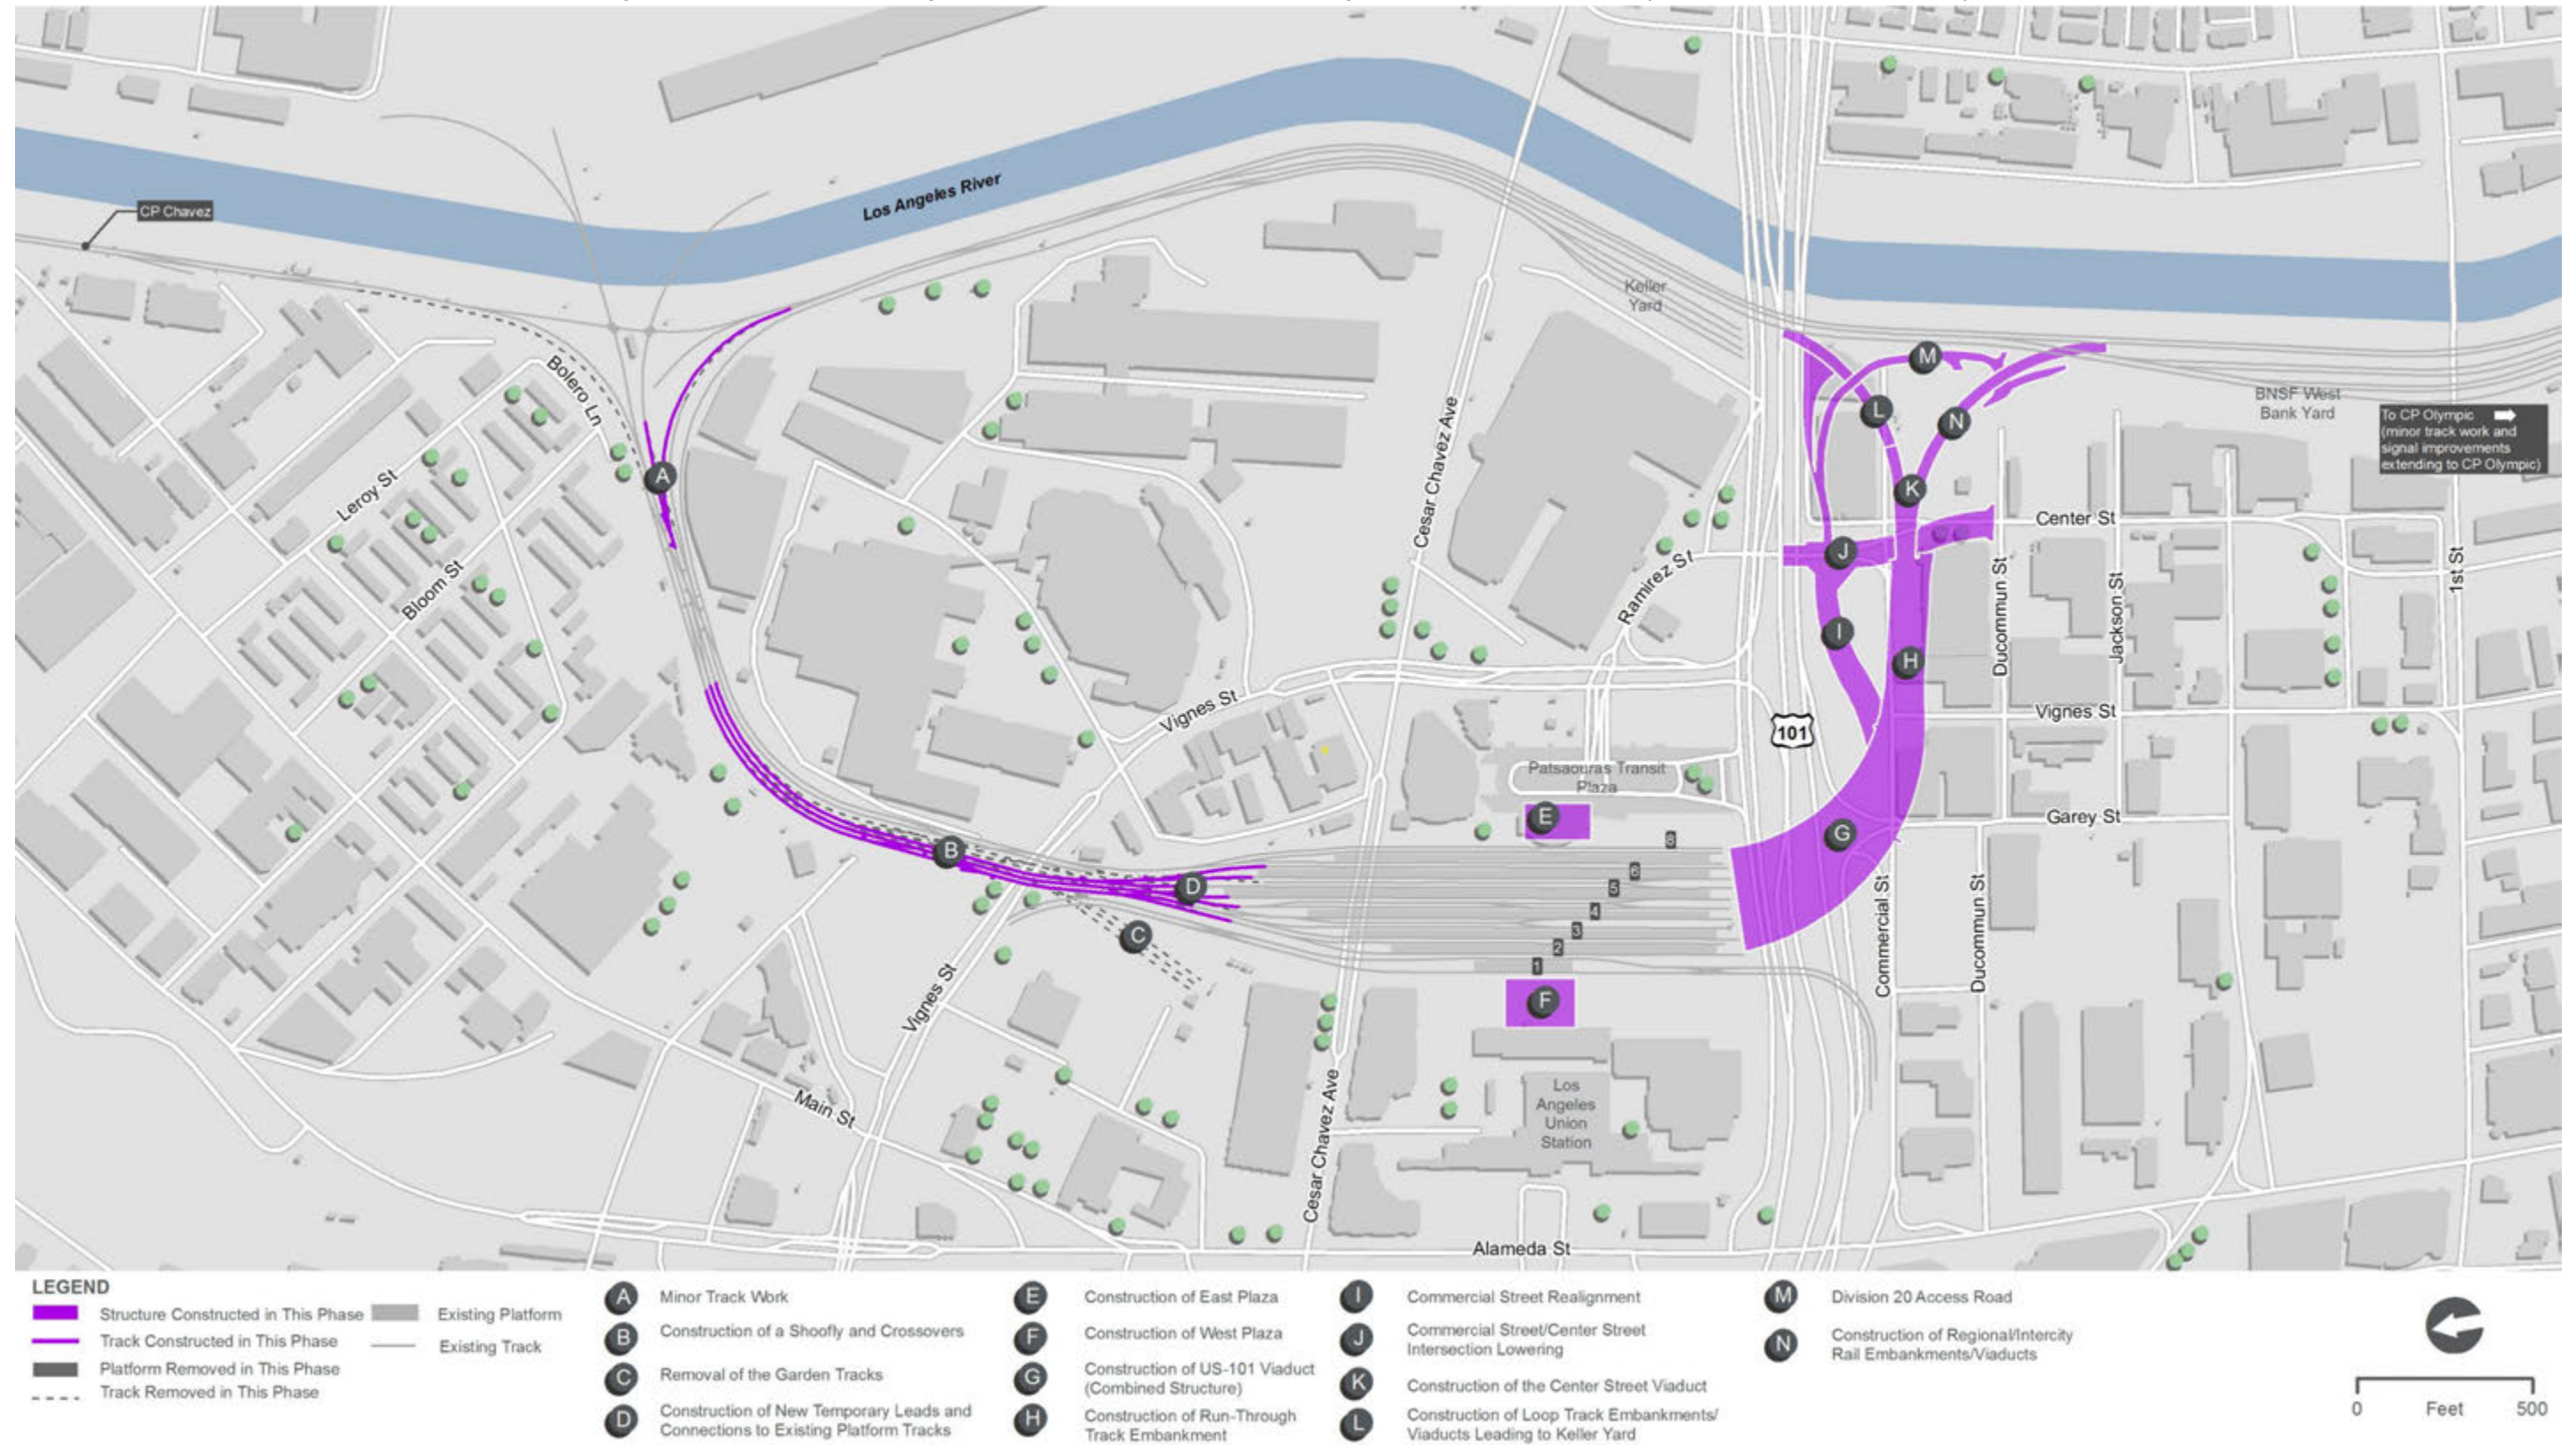 CP Chavez
Los Angeles River
Keller
Yard
BNSF West
Bank Yard
To CP Olympic
(minor track work and
signal improvements
extending to CP Olympic)
Bolero Ln
Leroy St
Bloom St
Cesar Chavez Ave
Ramirez St
Center St
Ducommun St
Jackson St
1st St
Vignes St
Vignes St
101
Patsaouras Transit
Plaza
Garey St
Commercial St
Ducommun St
Vignes St
Main St
Cesar Chavez Ave
Los
Angeles
Union
Station
Alameda St
A
B
C
D
E
F
G
H
I
J
K
L
M
N
8
6
5
4
3
2
1
LEGEND
Structure Constructed in This Phase
Track Constructed in This Phase
Platform Removed in This Phase
Track Removed in This Phase
Existing Platform
Existing Track
A Minor Track Work
B Construction of a Shoofly and Crossovers
C Removal of the Garden Tracks
D Construction of New Temporary Leads and
Connections to Existing Platform Tracks
E Construction of East Plaza
F Construction of West Plaza
G Construction of US-101 Viaduct
(Combined Structure)
H Construction of Run-Through
Track Embankment
I Commercial Street Realignment
J Commercial Street/Center Street
Intersection Lowering
K Construction of the Center Street Viaduct
L Construction of Loop Track Embankments/
Viaducts Leading to Keller Yard
M Division 20 Access Road
N Construction of Regional/Intercity
Rail Embankments/Viaducts
0 Feet 500